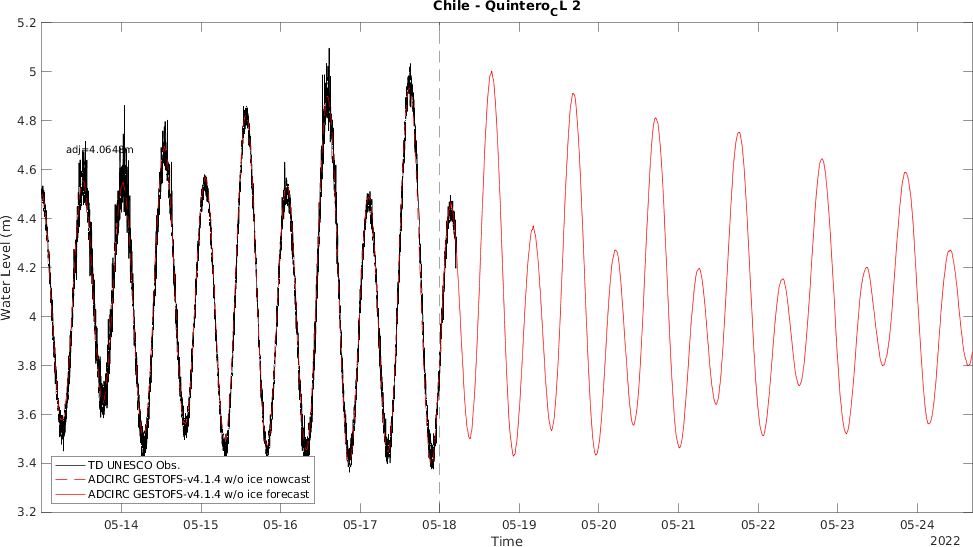 Chile - QuinteroCL 2
5.2
5
4.8
4.6
4.4
4.2
4
3.8
3.6
3.4
3.2
Water Level (m)
adj=4.0648m
TD UNESCO Obs.
ADCIRC GESTOFS-v4.1.4 w/o ice nowcast
ADCIRC GESTOFS-v4.1.4 w/o ice forecast
05-14 05-15 05-16 05-17 05-18 05-19 05-20 05-21 05-22 05-23 05-24
Time
2022